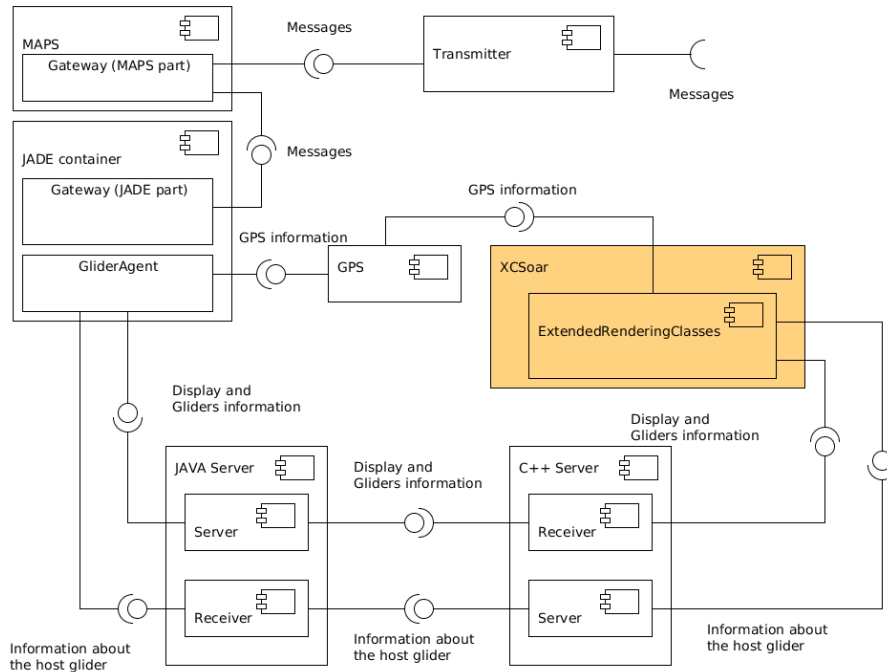 MAPS
Gateway (MAPS part)
Messages
Transmitter
Messages
JADE container
Gateway (JADE part)
GliderAgent
Messages
GPS information
GPS information
GPS
XCSoar
ExtendedRenderingClasses
Display and
Gliders information
JAVA Server
Server
Receiver
Display and
Gliders information
C++ Server
Receiver
Server
Display and
Gliders information
Information about
the host glider
Information about
the host glider
Information about
the host glider